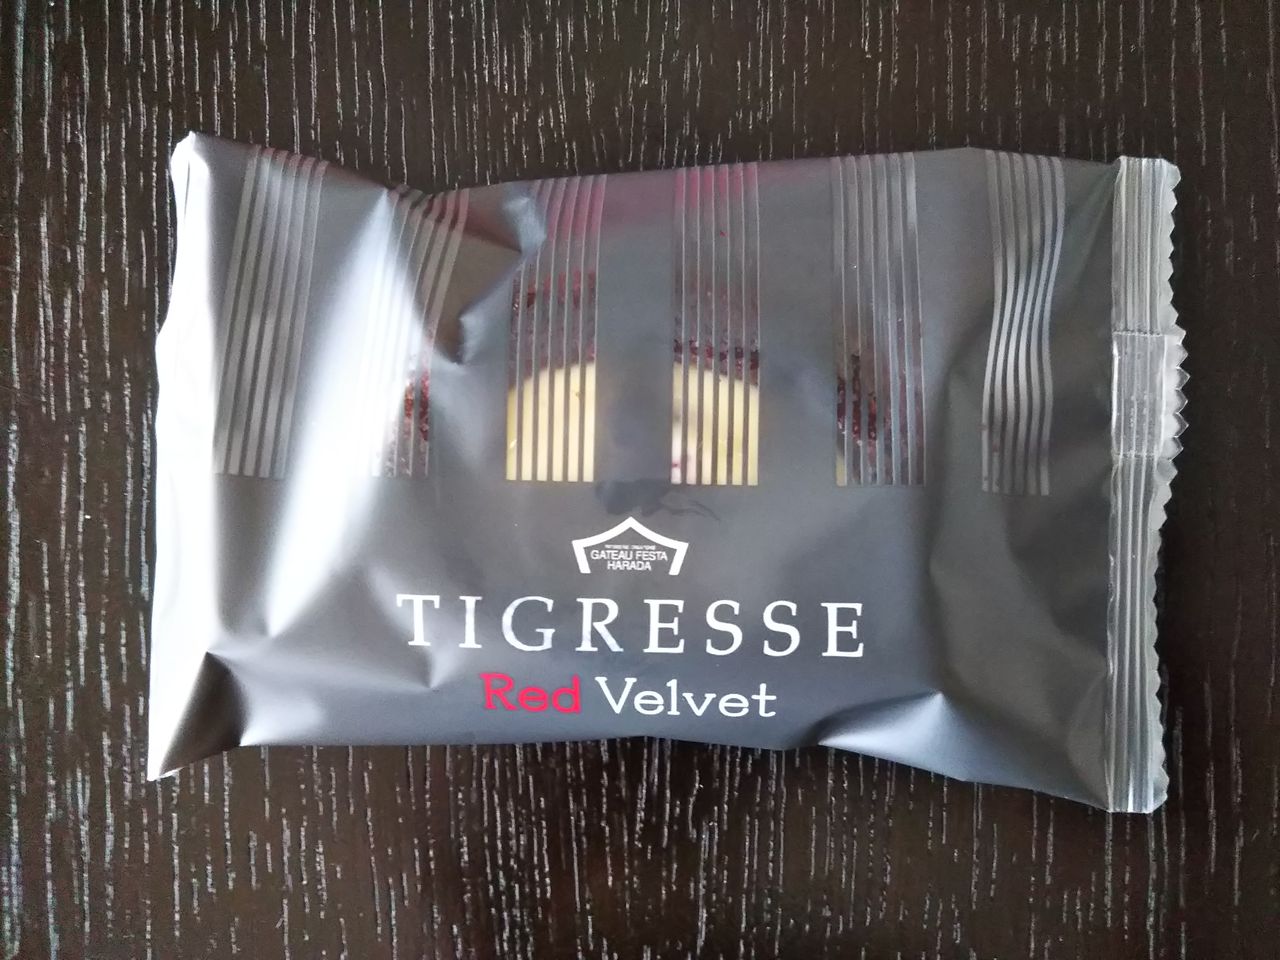 GATEAU FESTA
HARADA
TIGRESSE
Red Velvet